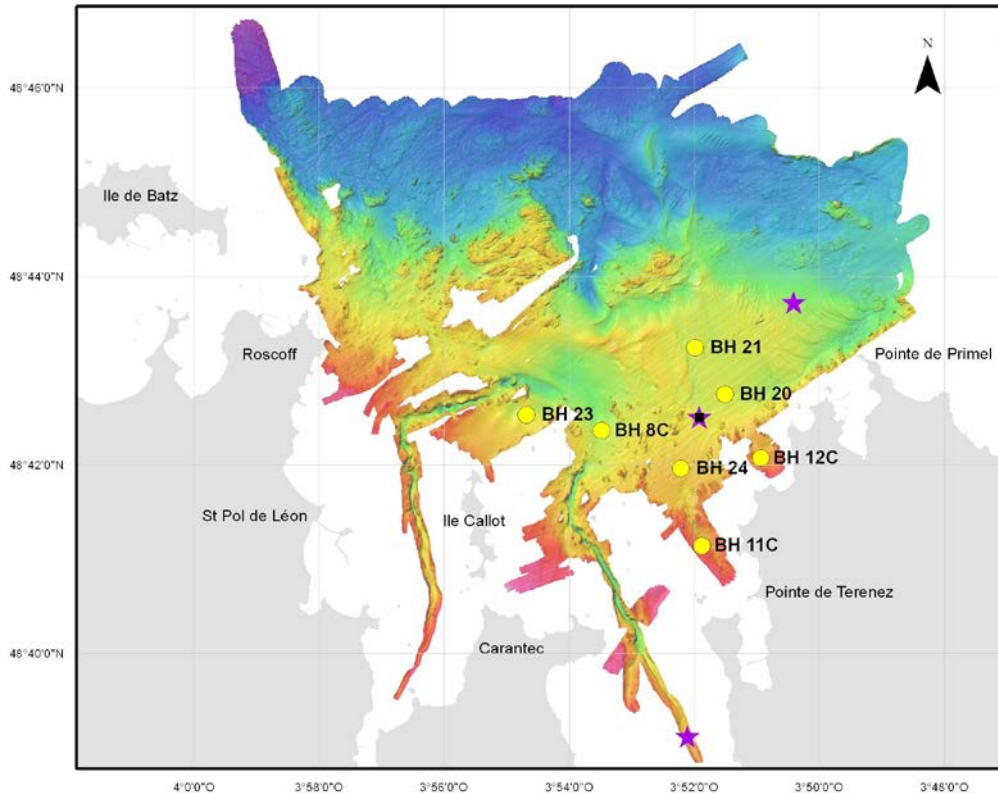 N
48°46'0"N
Ile de Batz
48°44'0"N
Roscoff
BH 21
Pointe de Primel
BH 20
BH 23
BH 8C
48°42'0"N
BH 12C
BH 24
St Pol de Léon
Ile Callot
BH 11C
Pointe de Terenez
Carantec
48°40'0"N
4°0'0"O
3°58'0"O
3°56'0"O
3°54'0"O
3°52'0"O
3°50'0"O
3°48'0"O